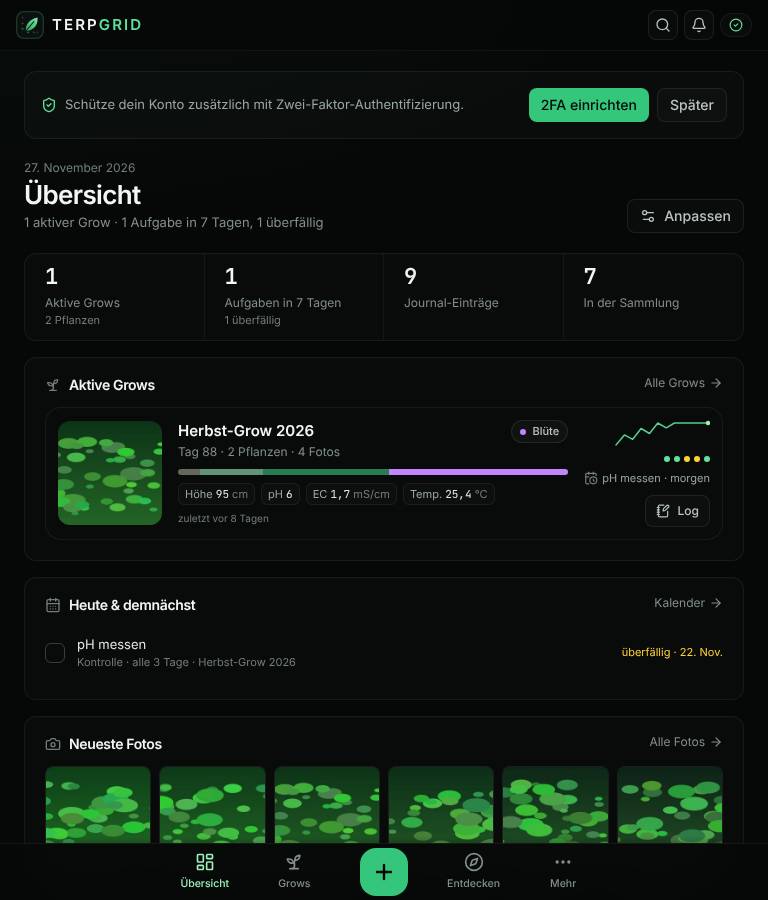 TERPGRID
Schütze dein Konto zusätzlich mit Zwei-Faktor-Authentifizierung.
2FA einrichten
Später
27. November 2026
Übersicht
1 aktiver Grow · 1 Aufgabe in 7 Tagen, 1 überfällig
Anpassen
1
Aktive Grows
2 Pflanzen
1
Aufgaben in 7 Tagen
1 überfällig
9
Journal-Einträge
7
In der Sammlung
Aktive Grows
Alle Grows →
Herbst-Grow 2026
Blüte
Tag 88 · 2 Pflanzen · 4 Fotos
Höhe 95 cm
pH 6
EC 1,7 mS/cm
Temp. 25,4 °C
zuletzt vor 8 Tagen
pH messen · morgen
Log
Heute & demnächst
Kalender →
pH messen
Kontrolle · alle 3 Tage · Herbst-Grow 2026
überfällig · 22. Nov.
Neueste Fotos
Alle Fotos →
Übersicht
Grows
Entdecken
Mehr